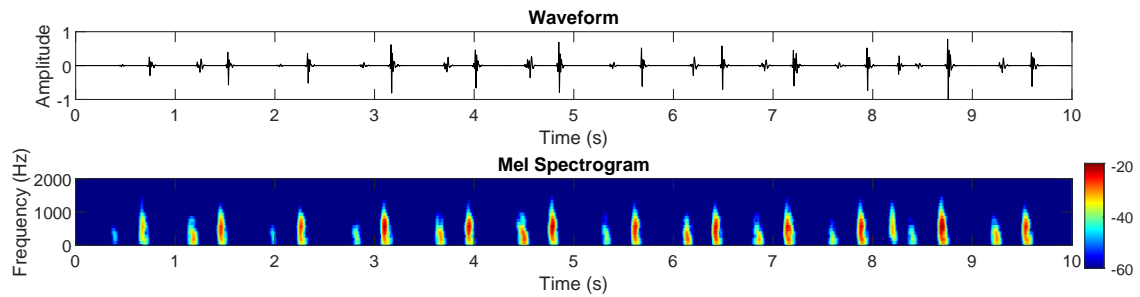 Waveform
1
0
-1
Amplitude
0 1 2 3 4 5 6 7 8 9 10
Time (s)
Mel Spectrogram
2000
1000
0
Frequency (Hz)
0 1 2 3 4 5 6 7 8 9 10
Time (s)
-20
-40
-60